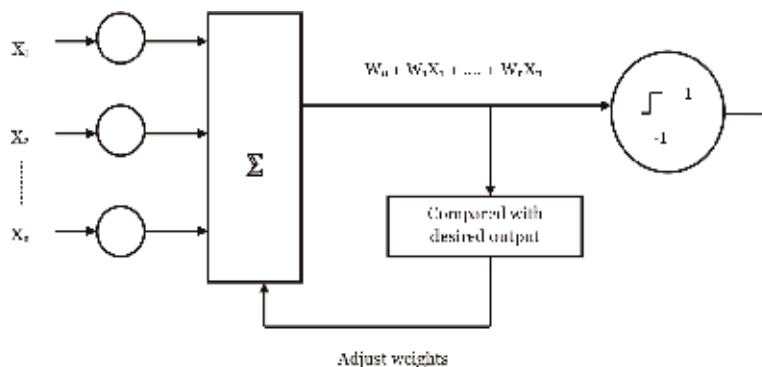 X₁
W₀ + W₁X₁ + .... + WₙXₙ
1
-1
X₂
Σ
Xₙ
Compared with
desired output
Adjust weights